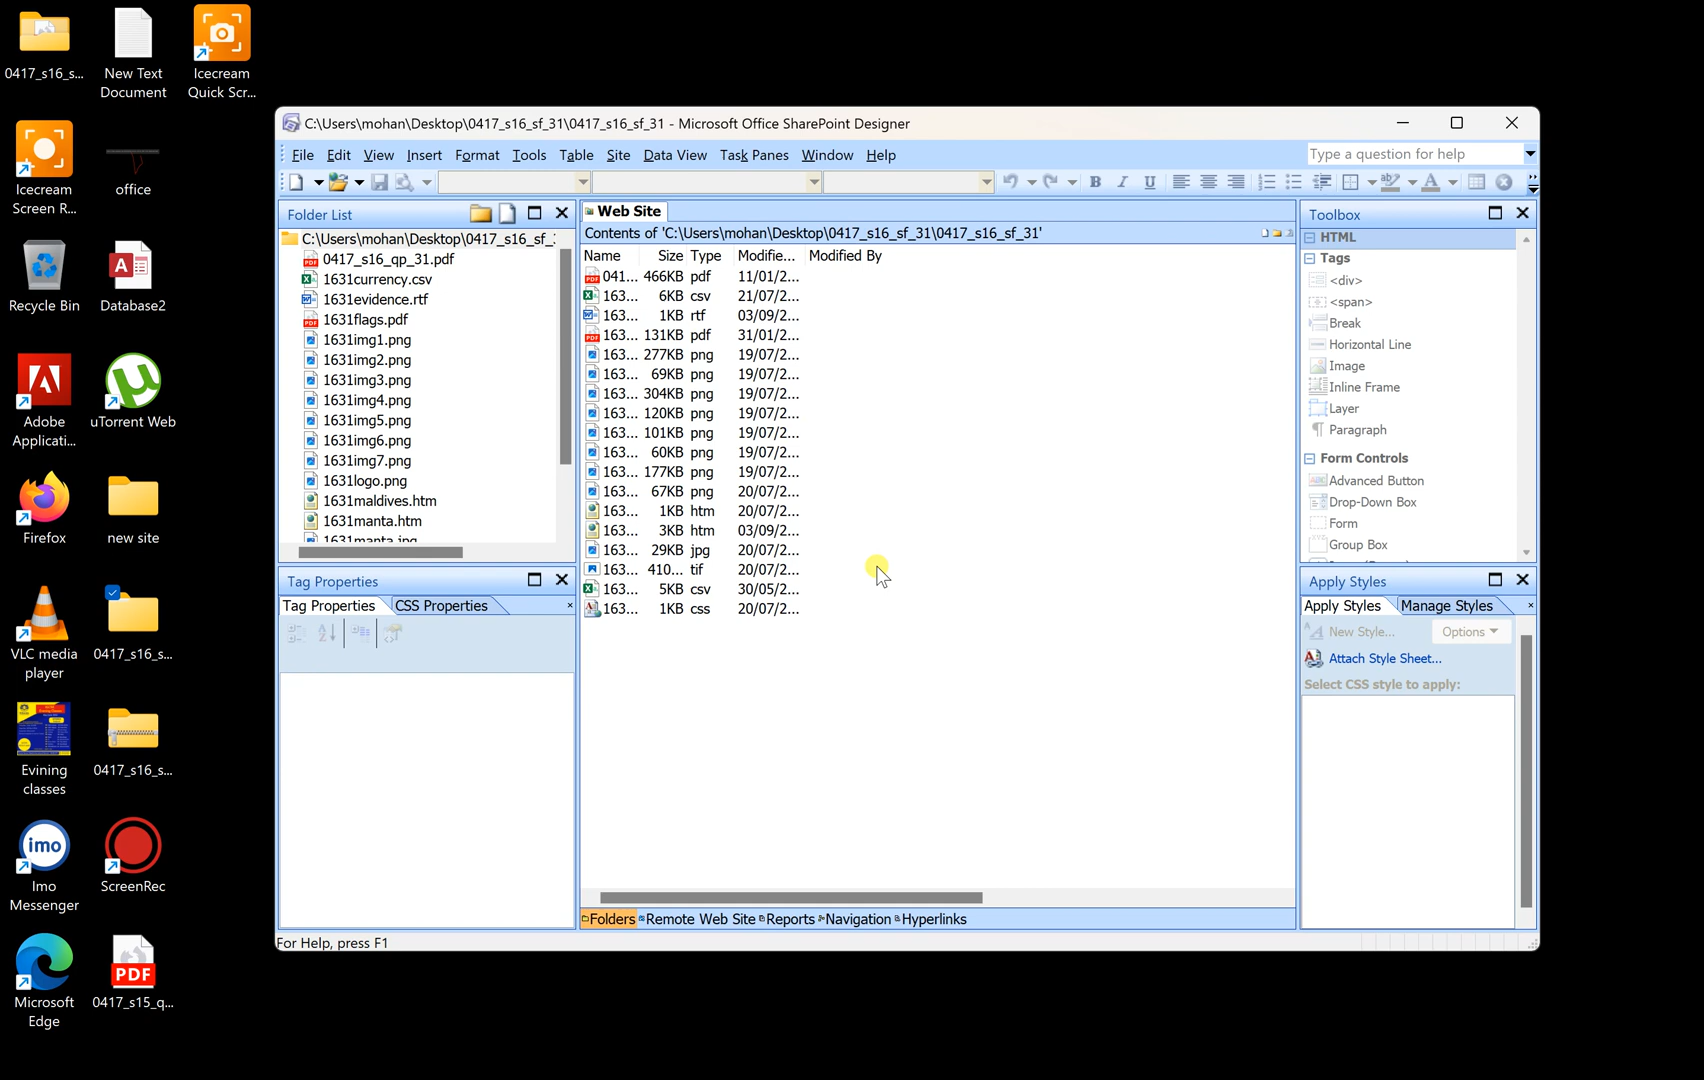 0417_s16_s...
New Text
Document
Icecream
Quick Scr...
Icecream
Screen R...
office
Recycle Bin
Database2
Adobe
Applicati...
uTorrent Web
Firefox
new site
VLC media
player
0417_s16_s...
Evining
classes
0417_s16_s...
imo
Imo
Messenger
ScreenRec
Microsoft
Edge
PDF
0417_s15_q...
C:\Users\mohan\Desktop\0417_s16_sf_31\0417_s16_sf_31 - Microsoft Office SharePoint Designer
File Edit View Insert Format Tools Table Site Data View Task Panes Window Help
Type a question for help
Folder List
C:\Users\mohan\Desktop\0417_s16_sf_
0417_s16_qp_31.pdf
1631currency.csv
1631evidence.rtf
1631flags.pdf
1631img1.png
1631img2.png
1631img3.png
1631img4.png
1631img5.png
1631img6.png
1631img7.png
1631logo.png
1631maldives.htm
1631manta.htm
1631manta.jpg
Tag Properties
Tag Properties CSS Properties
Web Site
Contents of 'C:\Users\mohan\Desktop\0417_s16_sf_31\0417_s16_sf_31'
Name Size Type Modifie... Modified By
041... 466KB pdf 11/01/2...
163... 6KB csv 21/07/2...
163... 1KB rtf 03/09/2...
163... 131KB pdf 31/01/2...
163... 277KB png 19/07/2...
163... 69KB png 19/07/2...
163... 304KB png 19/07/2...
163... 120KB png 19/07/2...
163... 101KB png 19/07/2...
163... 60KB png 19/07/2...
163... 177KB png 19/07/2...
163... 67KB png 20/07/2...
163... 1KB htm 20/07/2...
163... 3KB htm 03/09/2...
163... 29KB jpg 20/07/2...
163... 410... tif 20/07/2...
163... 5KB csv 30/05/2...
163... 1KB css 20/07/2...
Folders Remote Web Site Reports Navigation Hyperlinks
Toolbox
HTML
Tags
<div>
<span>
Break
Horizontal Line
Image
Inline Frame
Layer
Paragraph
Form Controls
Advanced Button
Drop-Down Box
Form
Group Box
Apply Styles
Apply Styles Manage Styles
New Style... Options
Attach Style Sheet...
Select CSS style to apply:
For Help, press F1